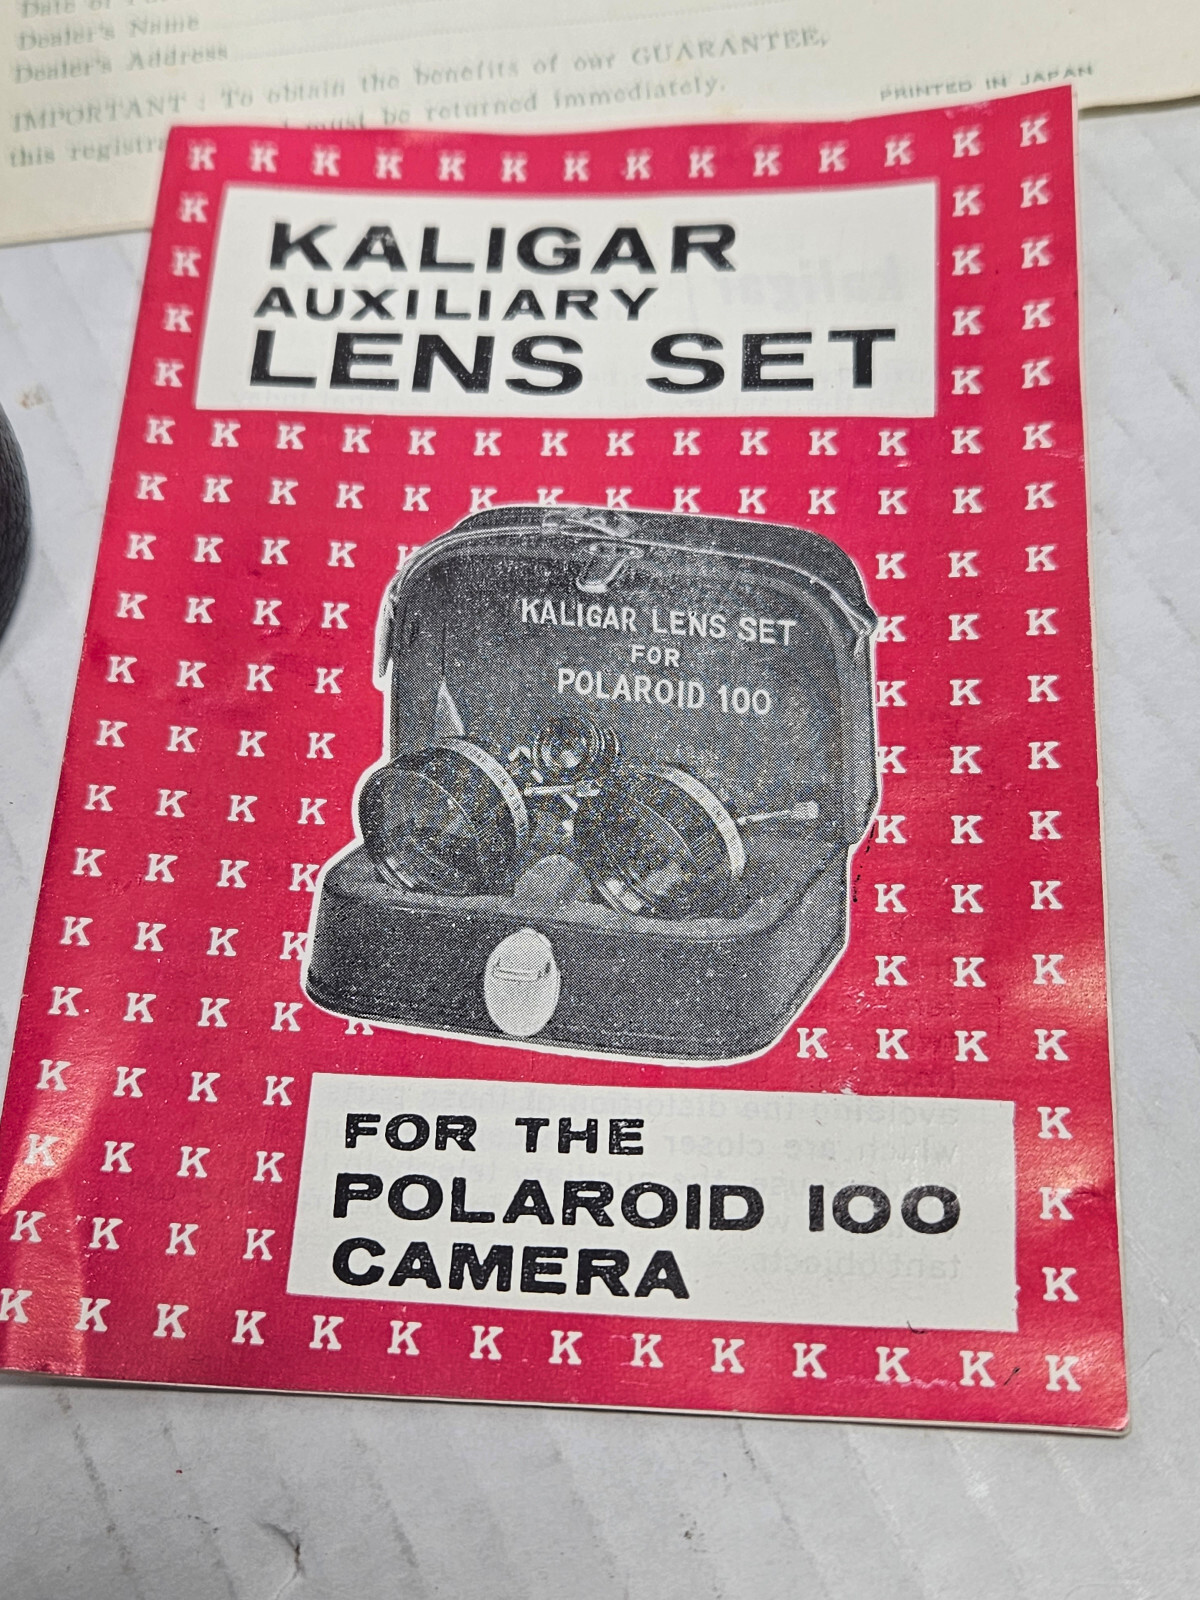 Date of
Dealer's Name
Dealer's Address
IMPORTANT : To obtain the benefits of our GUARANTEE,
this must be returned immediately.
PRINTED IN JAPAN
K K K K K K K K K K K K K K
KALIGAR
AUXILIARY
LENS SET
KALIGAR LENS SET
FOR
POLAROID 100
FOR THE
POLAROID 100
CAMERA
K K K K K K K K K K K K K K